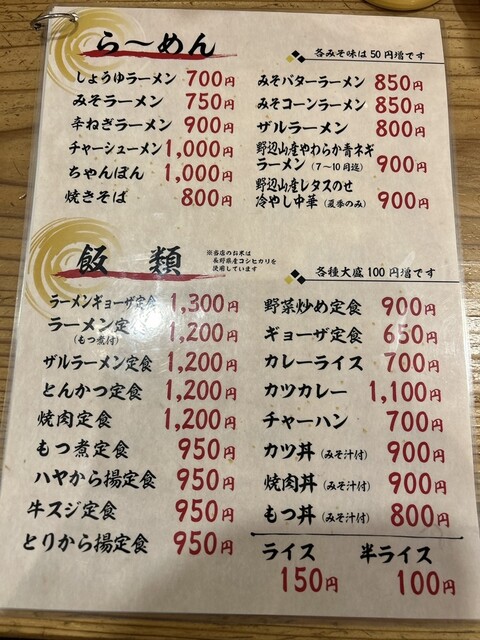 ら〜めん
各みそ味は50円増です
しょうゆラーメン 700円
みそラーメン 750円
辛ねぎラーメン 900円
チャーシューメン 1,000円
ちゃんぽん 1,000円
焼きそば 800円
みそバターラーメン 850円
みそコーンラーメン 850円
ザルラーメン 800円
野辺山産やわらか青ネギ
ラーメン(7〜10月迄) 900円
野辺山産レタスのせ
冷やし中華(夏季のみ) 900円
飯類
※当店のお米は
長野県産コシヒカリを
使用しています
各種大盛100円増です
ラーメンギョーザ定食 1,300円
ラーメン定食 1,200円
(もつ煮付)
ザルラーメン定食 1,200円
とんかつ定食 1,200円
焼肉定食 1,200円
もつ煮定食 950円
ハヤから揚定食 950円
牛スジ定食 950円
とりから揚定食 950円
野菜炒め定食 900円
ギョーザ定食 650円
カレーライス 700円
カツカレー 1,100円
チャーハン 700円
カツ丼(みそ汁付) 900円
焼肉丼(みそ汁付) 900円
もつ丼(みそ汁付) 800円
ライス 半ライス
150円 100円